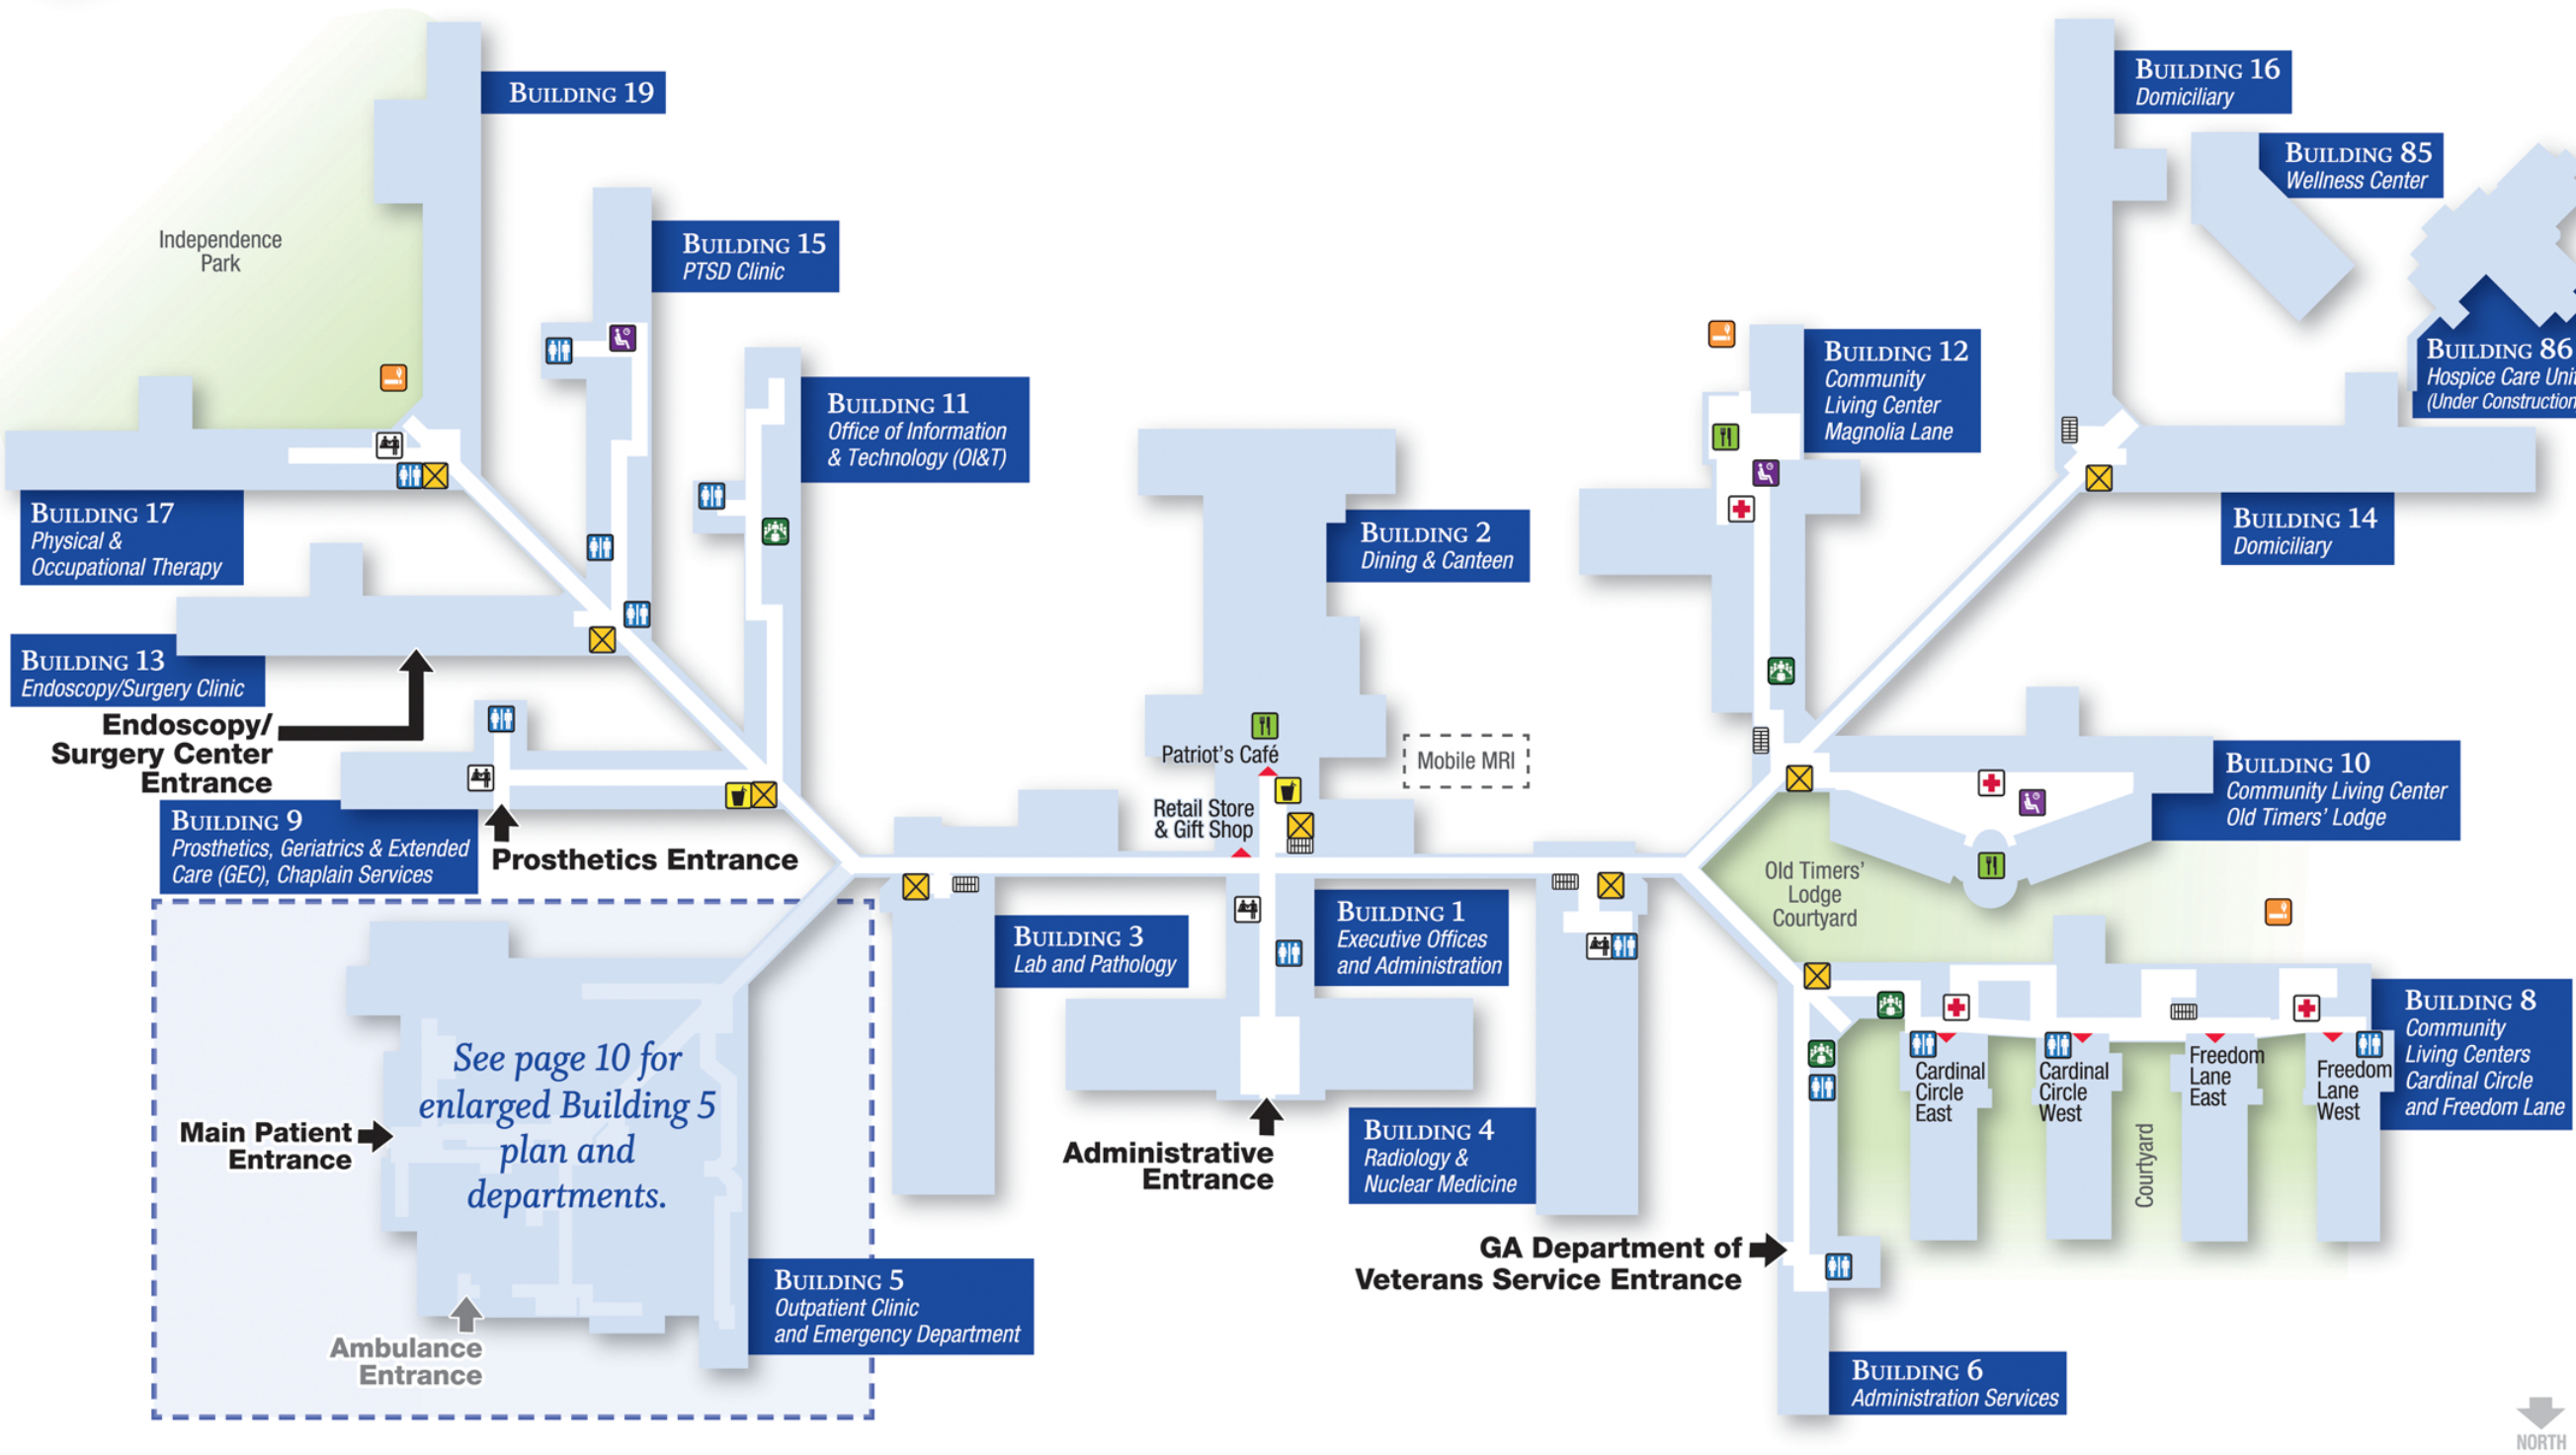 BUILDING 19
BUILDING 16
Domiciliary
BUILDING 85
Wellness Center
Independence
Park
BUILDING 15
PTSD Clinic
BUILDING 12
Community
Living Center
Magnolia Lane
BUILDING 86
Hospice Care Unit
(Under Construction
BUILDING 11
Office of Information
& Technology (OI&T)
BUILDING 17
Physical &
Occupational Therapy
BUILDING 2
Dining & Canteen
BUILDING 14
Domiciliary
BUILDING 13
Endoscopy/Surgery Clinic
Endoscopy/
Surgery Center
Entrance
Patriot's Café
Mobile MRI
Retail Store
& Gift Shop
BUILDING 10
Community Living Center
Old Timers' Lodge
BUILDING 9
Prosthetics, Geriatrics & Extended
Care (GEC), Chaplain Services
Prosthetics Entrance
Old Timers'
Lodge
Courtyard
BUILDING 3
Lab and Pathology
BUILDING 1
Executive Offices
and Administration
BUILDING 8
Community
Living Centers
Cardinal Circle
and Freedom Lane
Cardinal
Circle
East
Cardinal
Circle
West
Freedom
Lane
East
Freedom
Lane
West
Courtyard
See page 10 for
enlarged Building 5
plan and
departments.
Main Patient
Entrance
Administrative
Entrance
BUILDING 4
Radiology &
Nuclear Medicine
GA Department of
Veterans Service Entrance
BUILDING 5
Outpatient Clinic
and Emergency Department
Ambulance
Entrance
BUILDING 6
Administration Services
NORTH